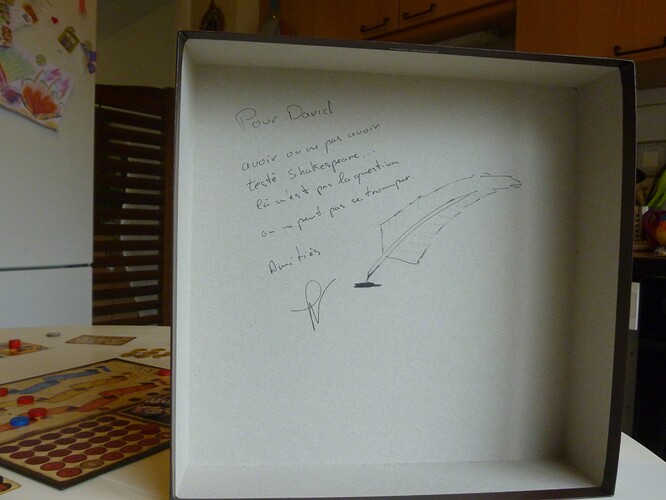 Pour David
avoir ou ne pas avoir
testé Shakespeare...
là n'est pas la question
on ne peut pas se tromper.
Amitiés